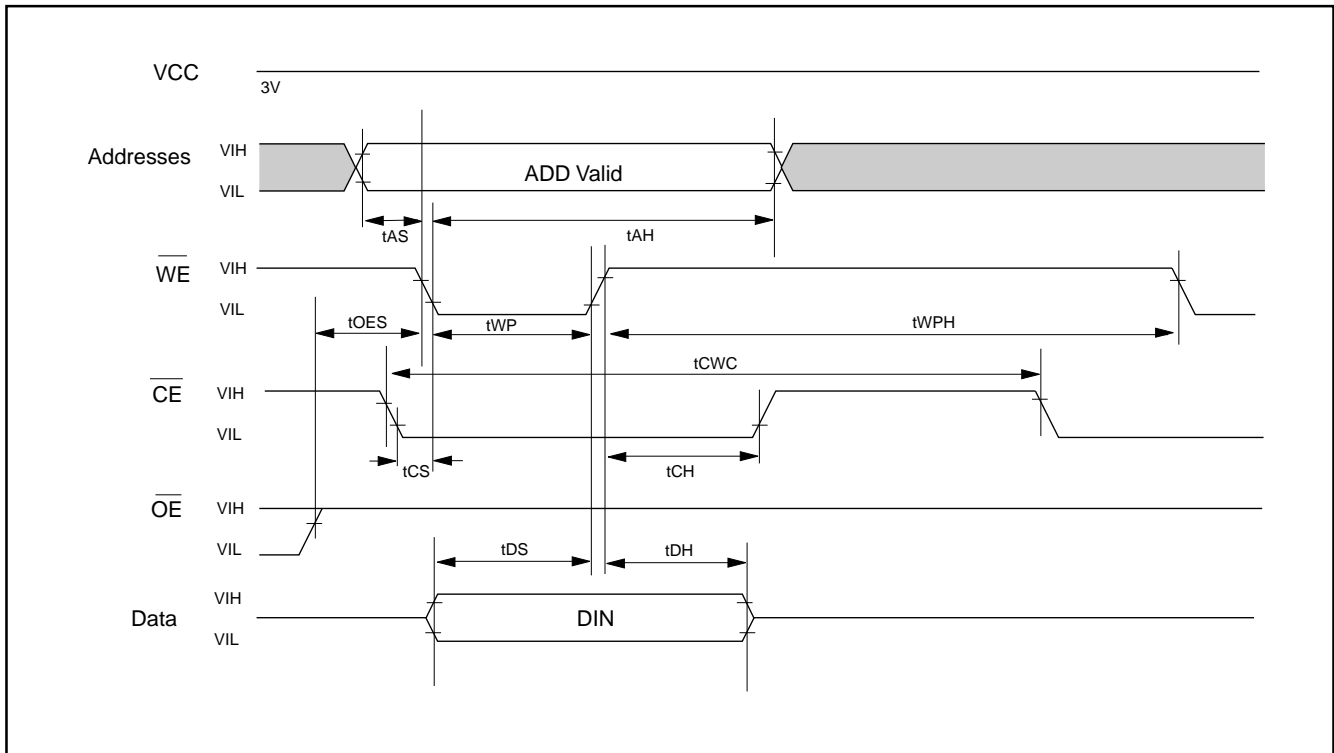 VCC
3V
Addresses
VIH
VIL
ADD Valid
tAS
tAH
WE
VIH
VIL
tOES
tWP
tWPH
tCWC
CE
VIH
VIL
tCS
tCH
OE
VIH
VIL
tDS
tDH
Data
VIH
VIL
DIN